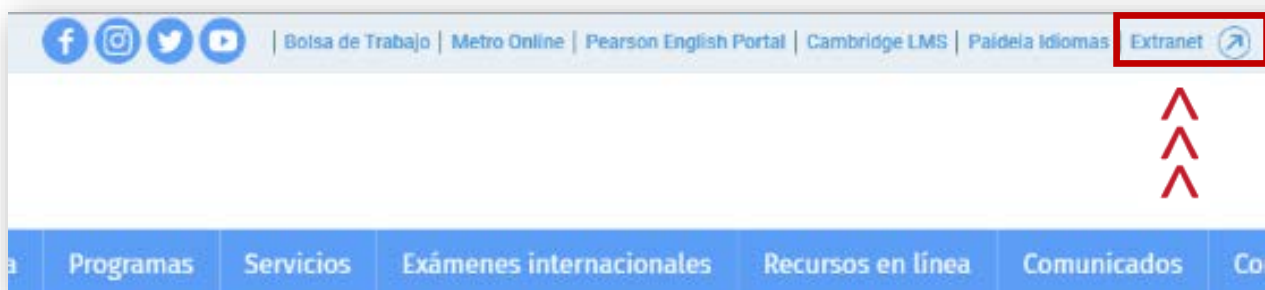 | Bolsa de Trabajo | Metro Online | Pearson English Portal | Cambridge LMS | Paideia Idiomas | Extranet
a Programas Servicios Exámenes internacionales Recursos en línea Comunicados Co